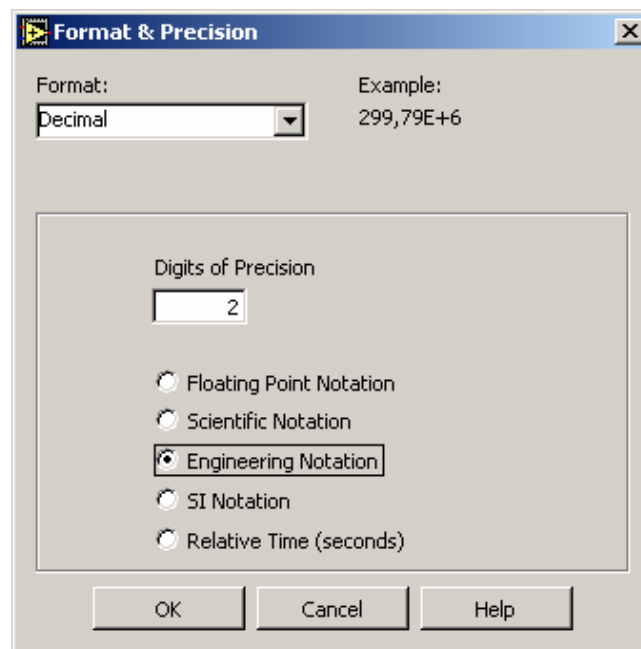 Format & Precision
Format:
Example:
Decimal
299,79E+6
Digits of Precision
2
Floating Point Notation
Scientific Notation
Engineering Notation
SI Notation
Relative Time (seconds)
OK
Cancel
Help